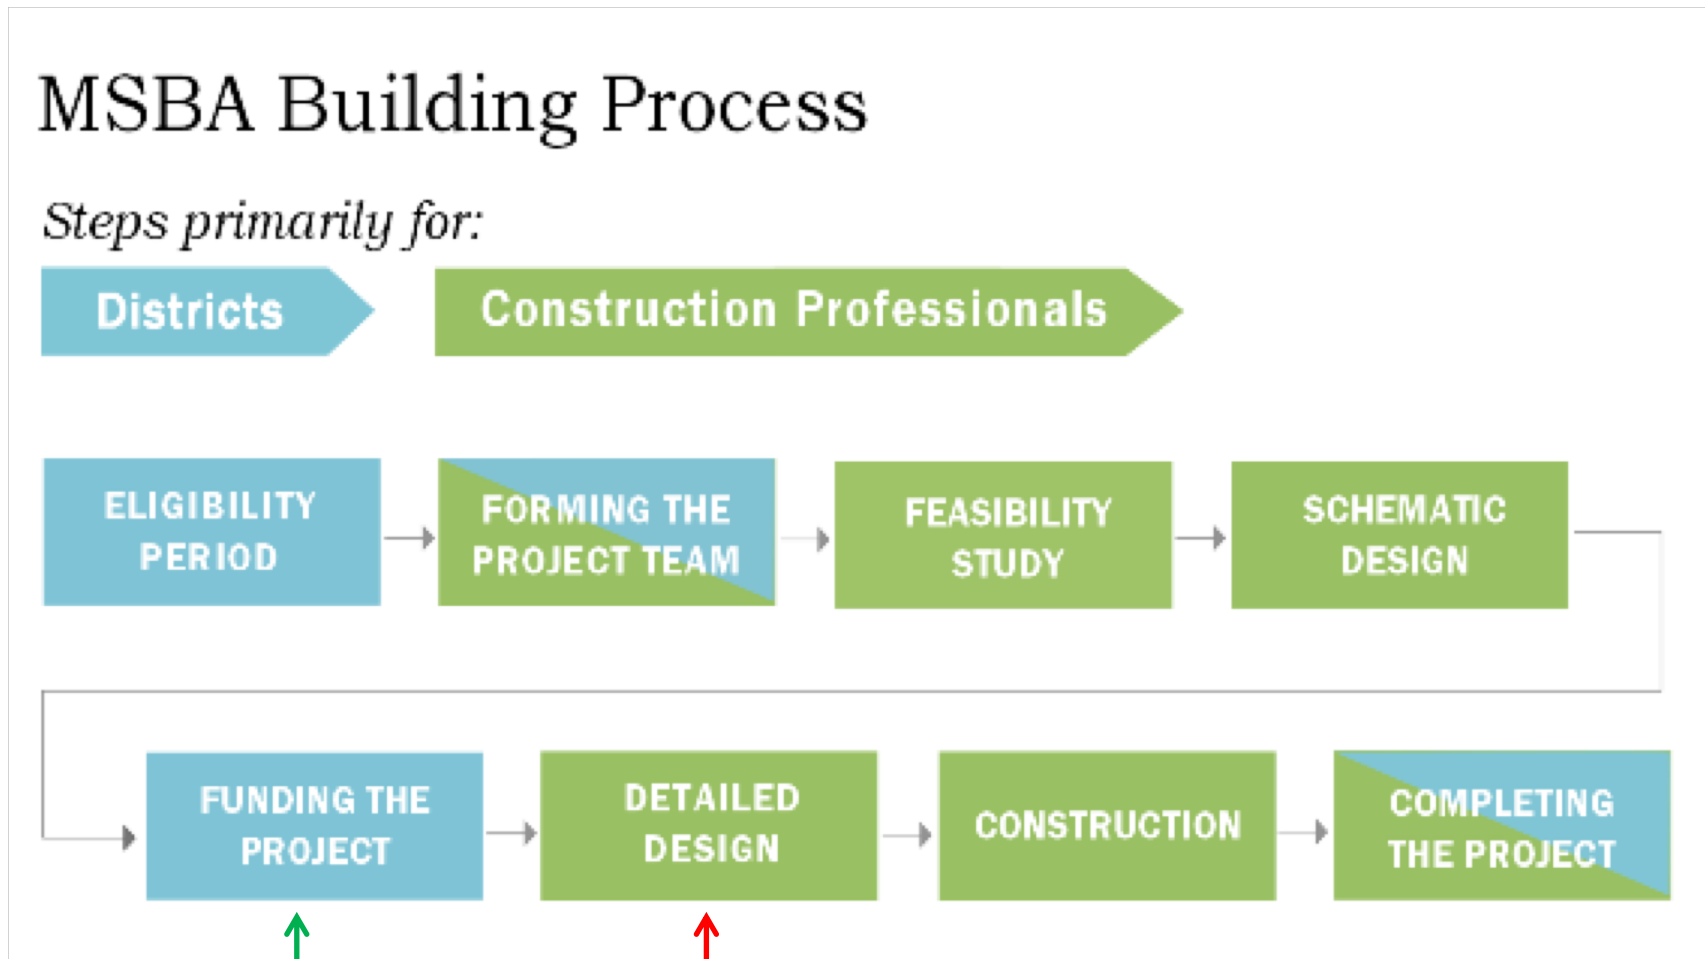 MSBA Building Process
Steps primarily for:
Districts
Construction Professionals
ELIGIBILITY
PERIOD
FORMING THE
PROJECT TEAM
FEASIBILITY
STUDY
SCHEMATIC
DESIGN
FUNDING THE
PROJECT
DETAILED
DESIGN
CONSTRUCTION
COMPLETING
THE PROJECT